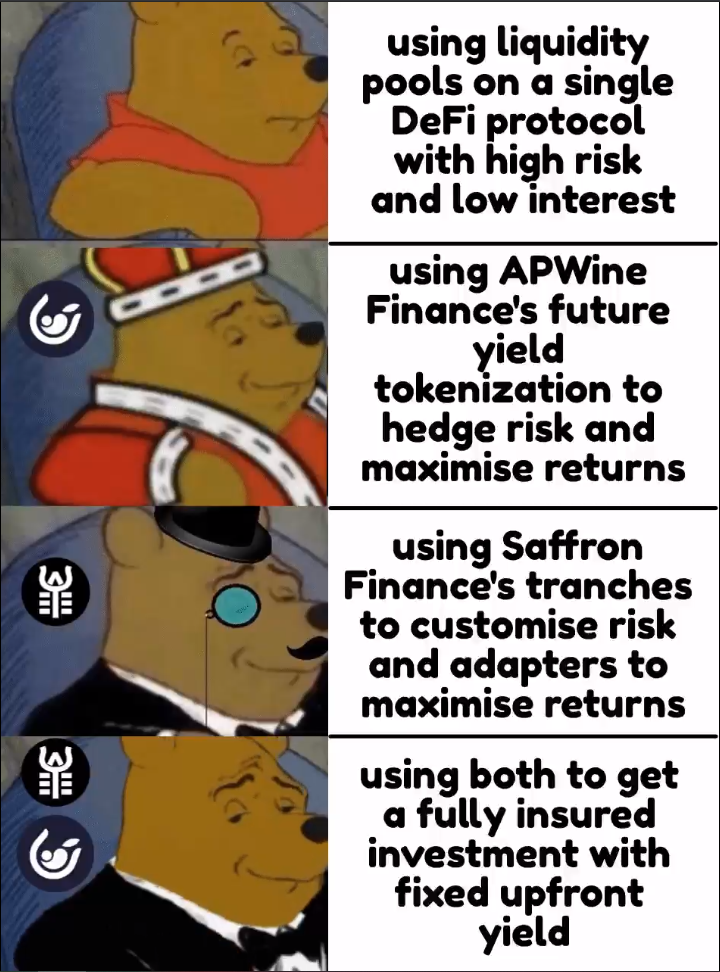 using liquidity
pools on a single
DeFi protocol
with high risk
and low interest
using APWine
Finance's future
yield
tokenization to
hedge risk and
maximise returns
using Saffron
Finance's tranches
to customise risk
and adapters to
maximise returns
using both to get
a fully insured
investment with
fixed upfront
yield